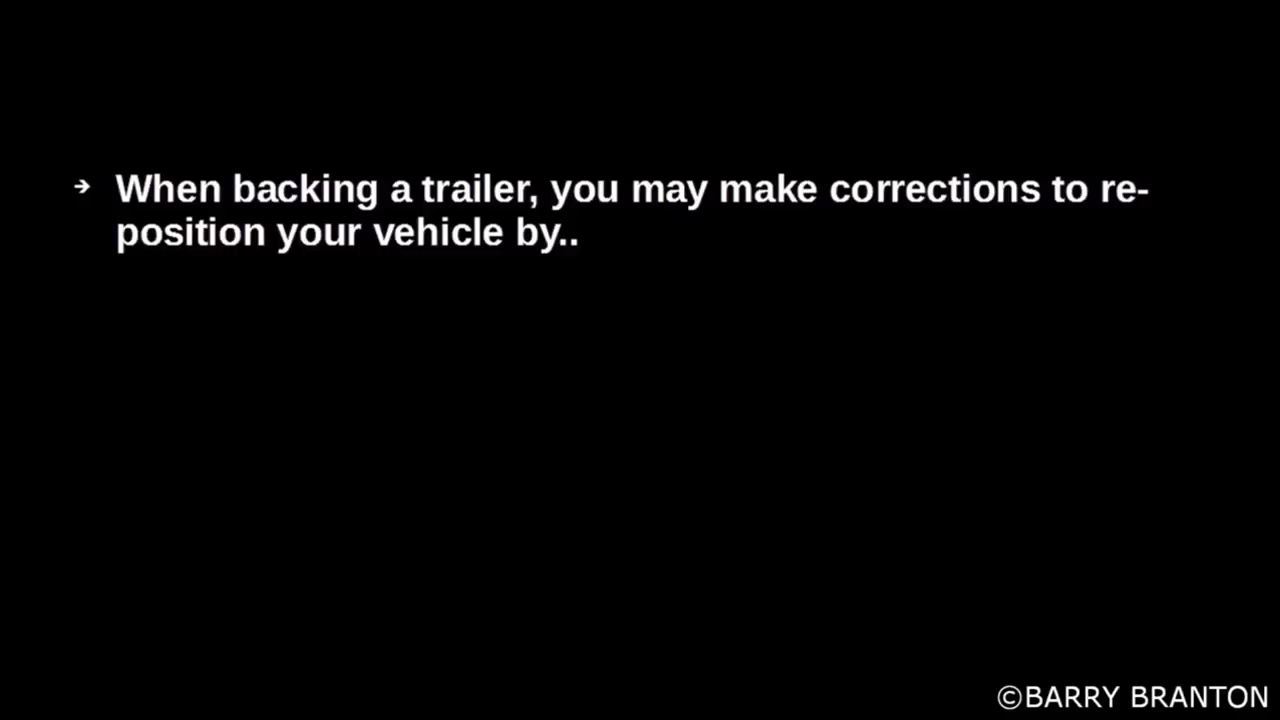 ➔ When backing a trailer, you may make corrections to re-
position your vehicle by..
©BARRY BRANTON